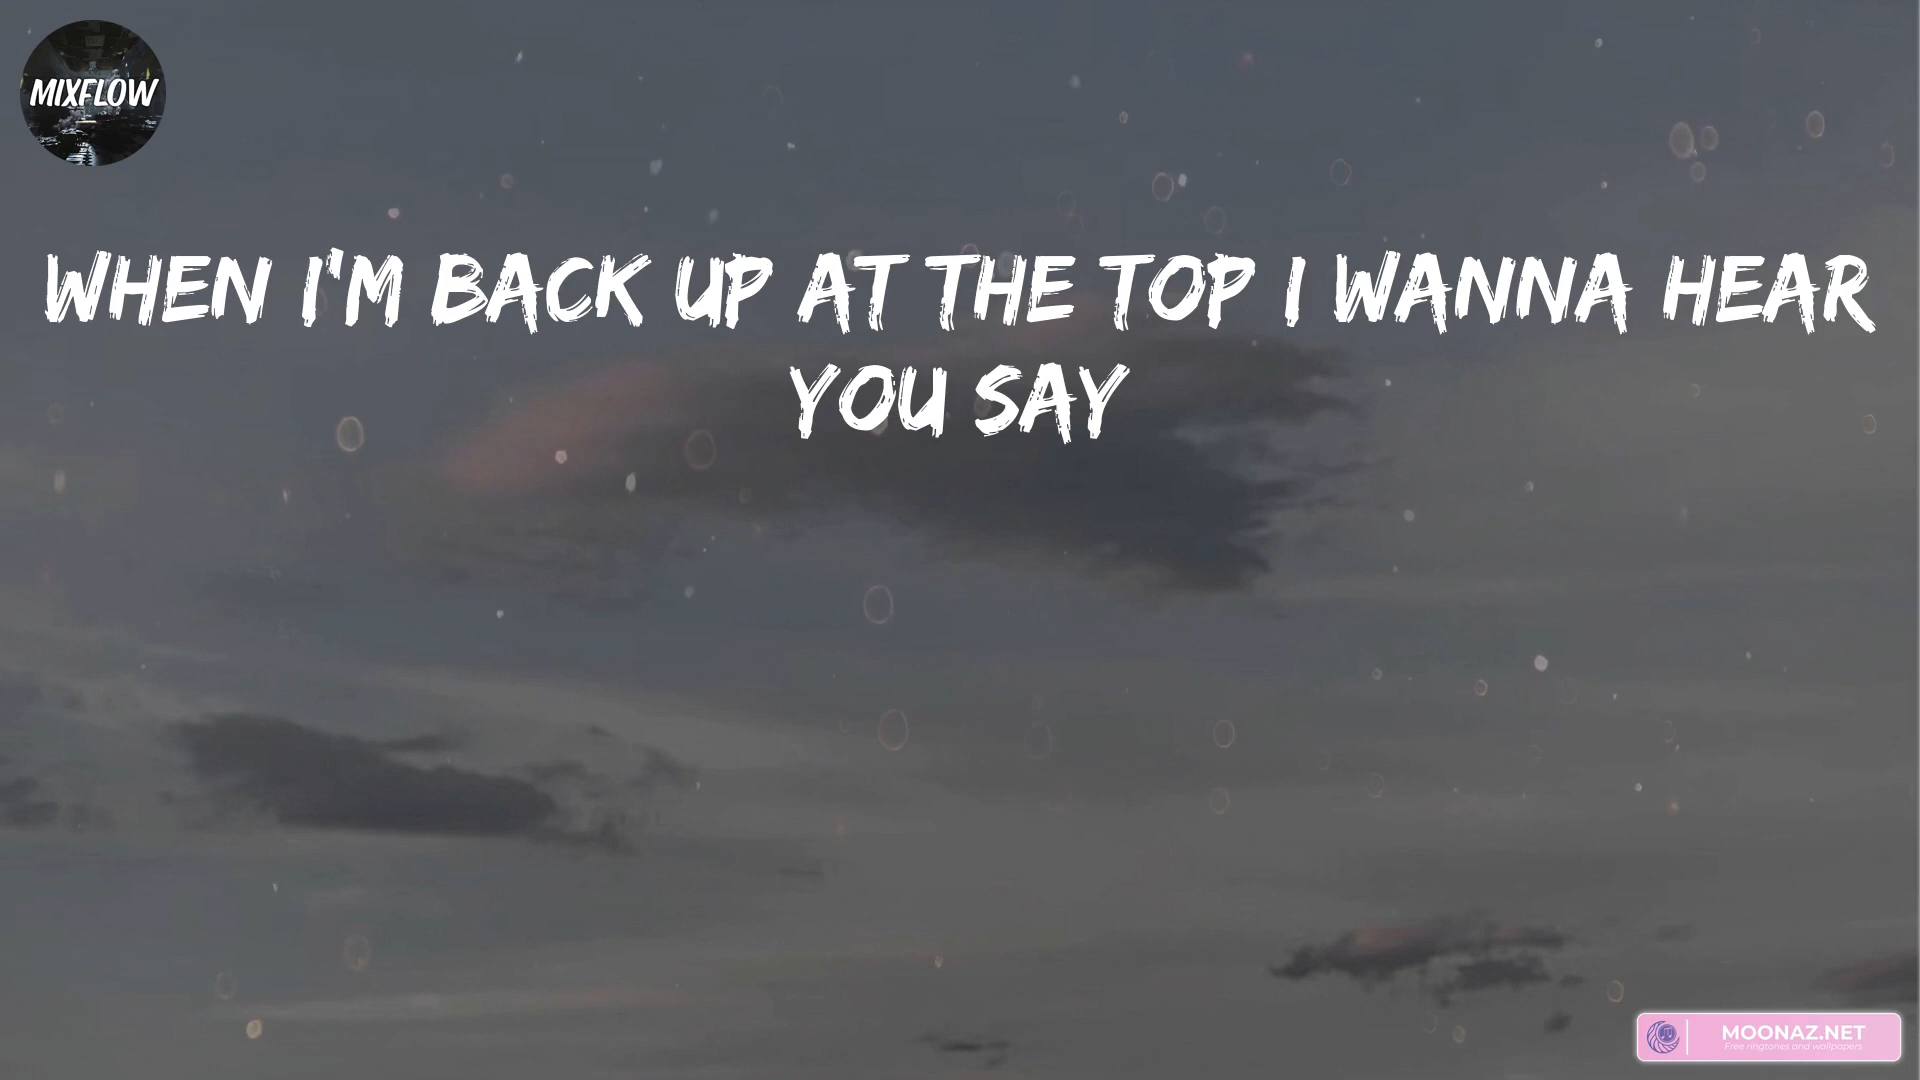 MIXFLOW
WHEN I'M BACK UP AT THE TOP I WANNA HEAR
YOU SAY
MOONAZ.NET
Free ringtones and wallpapers